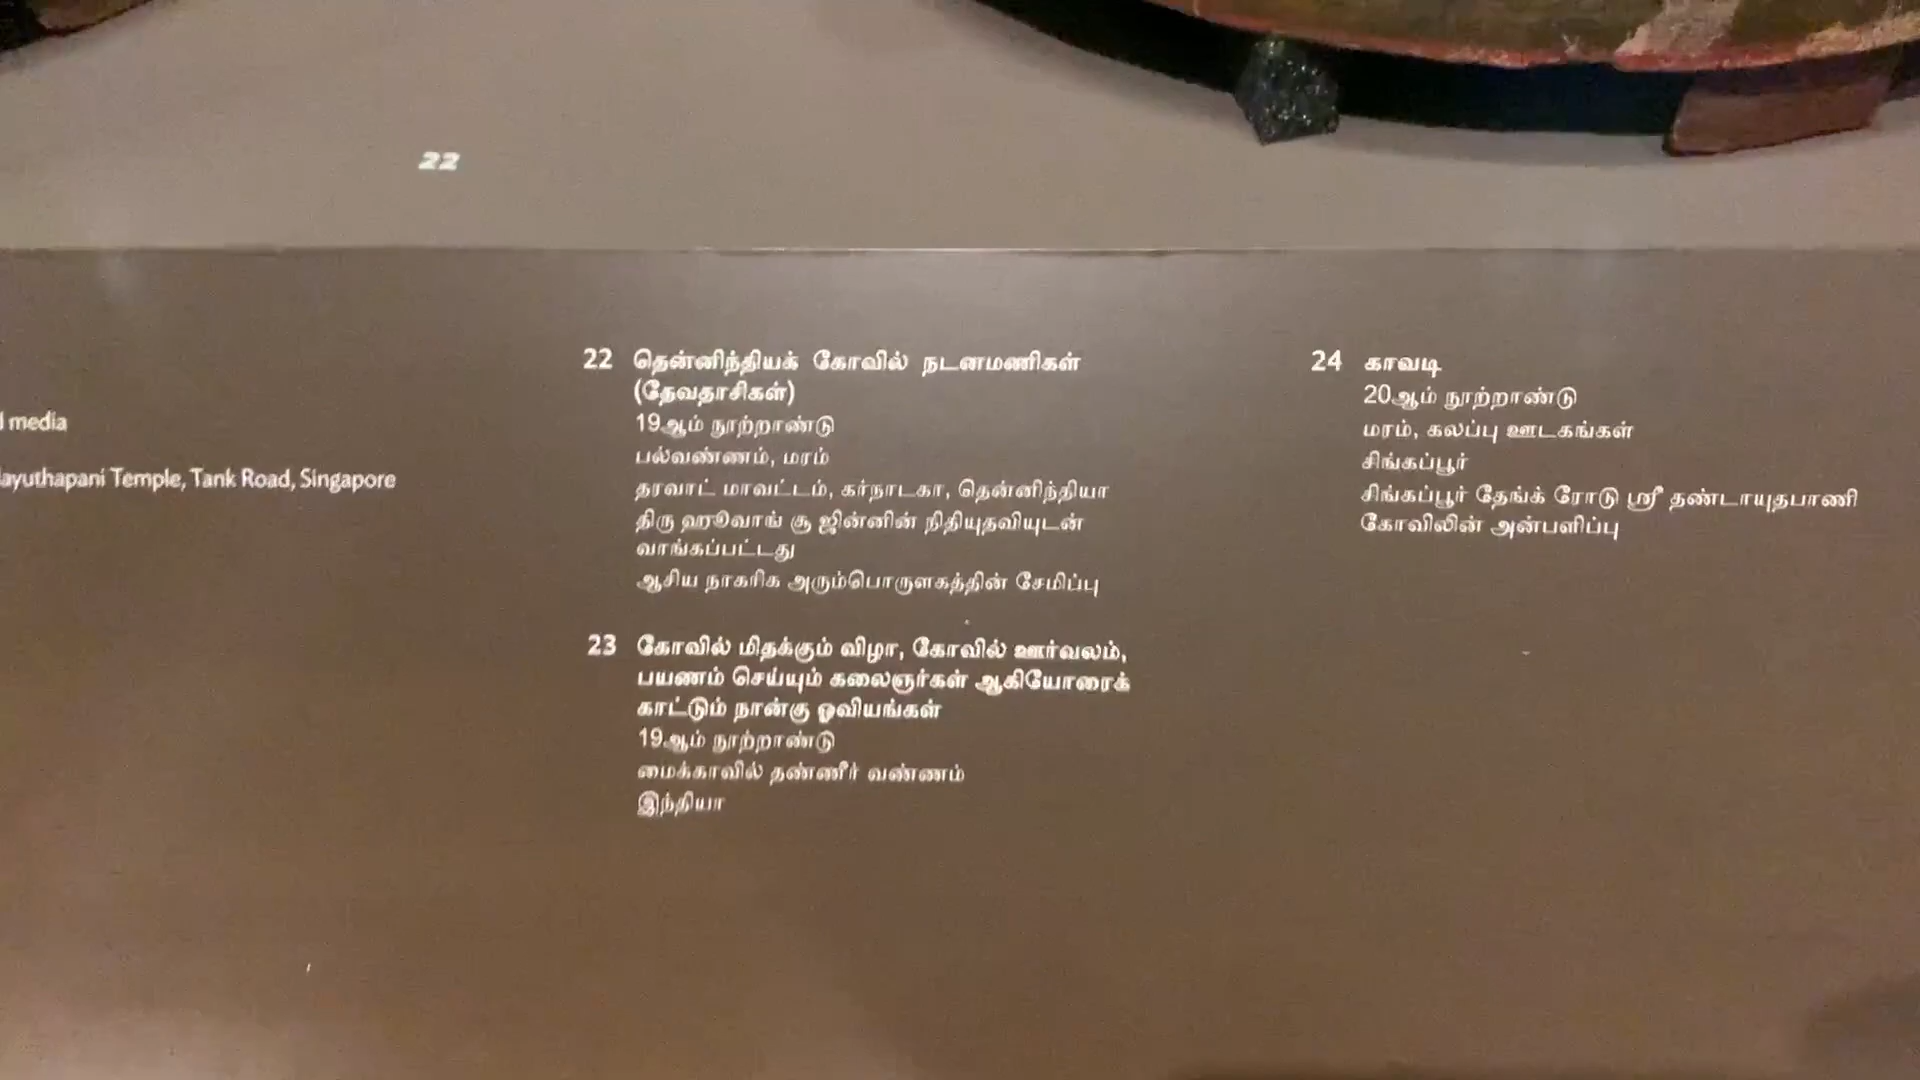 22
media
Temple, Tank Road, Singapore
22 தென்னிந்தியக் கோவில் நடனமணிகள்
(தேவதாசிகள்)
19ஆம் நூற்றாண்டு
பல்வண்ணம், மரம்
தரவாட் மாவட்டம், கர்நாடகா, தென்னிந்தியா
திரு ஹூவாங் சூ ஜின்னின் நிதியுதவியுடன்
வாங்கப்பட்டது
ஆசிய நாகரிக அரும்பொருளகத்தின் சேமிப்பு
23 கோவில் மிதக்கும் விழா, கோவில் ஊர்வலம்,
பயணம் செய்யும் கலைஞர்கள் ஆகியோரைக்
காட்டும் நான்கு ஓவியங்கள்
19ஆம் நூற்றாண்டு
மைக்காவில் தண்ணீர் வண்ணம்
இந்தியா
24 காவடி
20ஆம் நூற்றாண்டு
மரம், கலப்பு ஊடகங்கள்
சிங்கப்பூர்
சிங்கப்பூர் தேங்க் ரோடு ஸ்ரீ தண்டாயுதபாணி
கோவிலின் அன்பளிப்பு